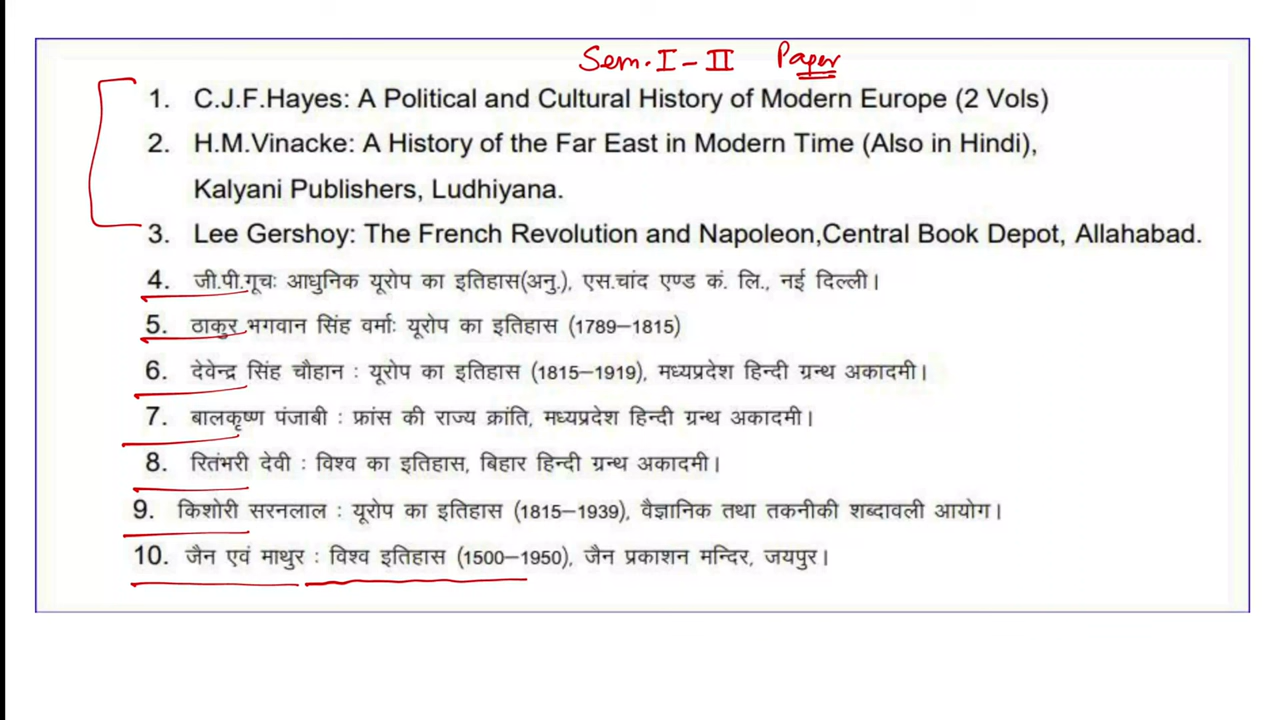 Sem. I - II Paper
1. C.J.F.Hayes: A Political and Cultural History of Modern Europe (2 Vols)
2. H.M.Vinacke: A History of the Far East in Modern Time (Also in Hindi),
Kalyani Publishers, Ludhiyana.
3. Lee Gershoy: The French Revolution and Napoleon,Central Book Depot, Allahabad.
4. जी.पी.गूचः आधुनिक यूरोप का इतिहास(अनु.), एस.चांद एण्ड कं. लि., नई दिल्ली।
5. ठाकुर भगवान सिंह वर्माः यूरोप का इतिहास (1789–1815)
6. देवेन्द्र सिंह चौहान : यूरोप का इतिहास (1815–1919), मध्यप्रदेश हिन्दी ग्रन्थ अकादमी।
7. बालकृष्ण पंजाबी : फ्रांस की राज्य क्रांति, मध्यप्रदेश हिन्दी ग्रन्थ अकादमी।
8. रितंभरी देवी : विश्व का इतिहास, बिहार हिन्दी ग्रन्थ अकादमी।
9. किशोरी सरनलाल : यूरोप का इतिहास (1815–1939), वैज्ञानिक तथा तकनीकी शब्दावली आयोग।
10. जैन एवं माथुर : विश्व इतिहास (1500–1950), जैन प्रकाशन मन्दिर, जयपुर।